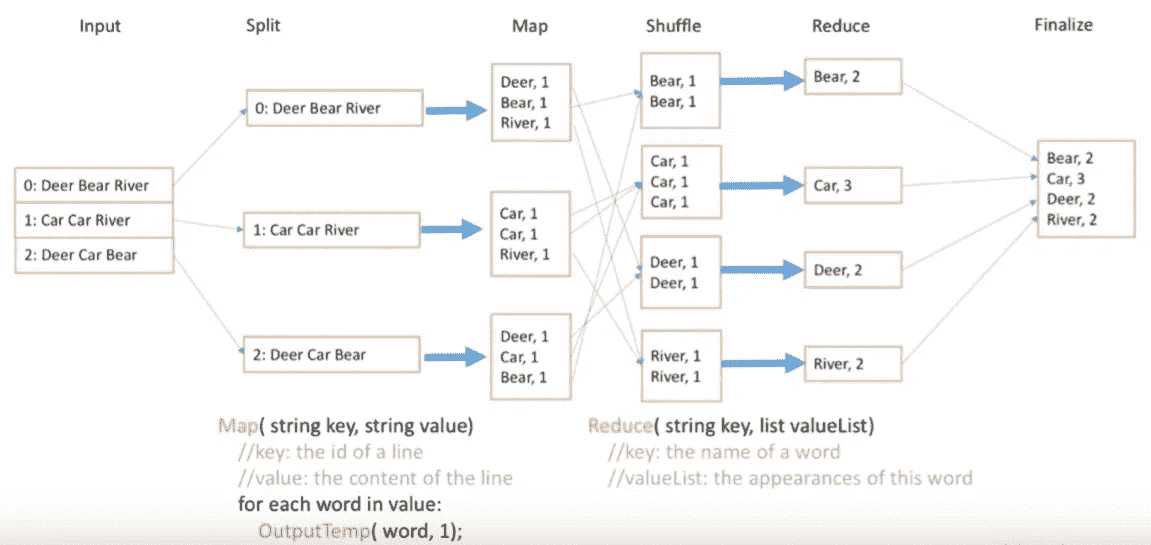 Input
Split
Map
Shuffle
Reduce
Finalize
0: Deer Bear River
1: Car Car River
2: Deer Car Bear
0: Deer Bear River
1: Car Car River
2: Deer Car Bear
Deer, 1
Bear, 1
River, 1
Car, 1
Car, 1
River, 1
Deer, 1
Car, 1
Bear, 1
Bear, 1
Bear, 1
Car, 1
Car, 1
Car, 1
Deer, 1
Deer, 1
River, 1
River, 1
Bear, 2
Car, 3
Deer, 2
River, 2
Bear, 2
Car, 3
Deer, 2
River, 2
Map( string key, string value)
//key: the id of a line
//value: the content of the line
for each word in value:
OutputTemp( word, 1);
Reduce( string key, list valueList)
//key: the name of a word
//valueList: the appearances of this word